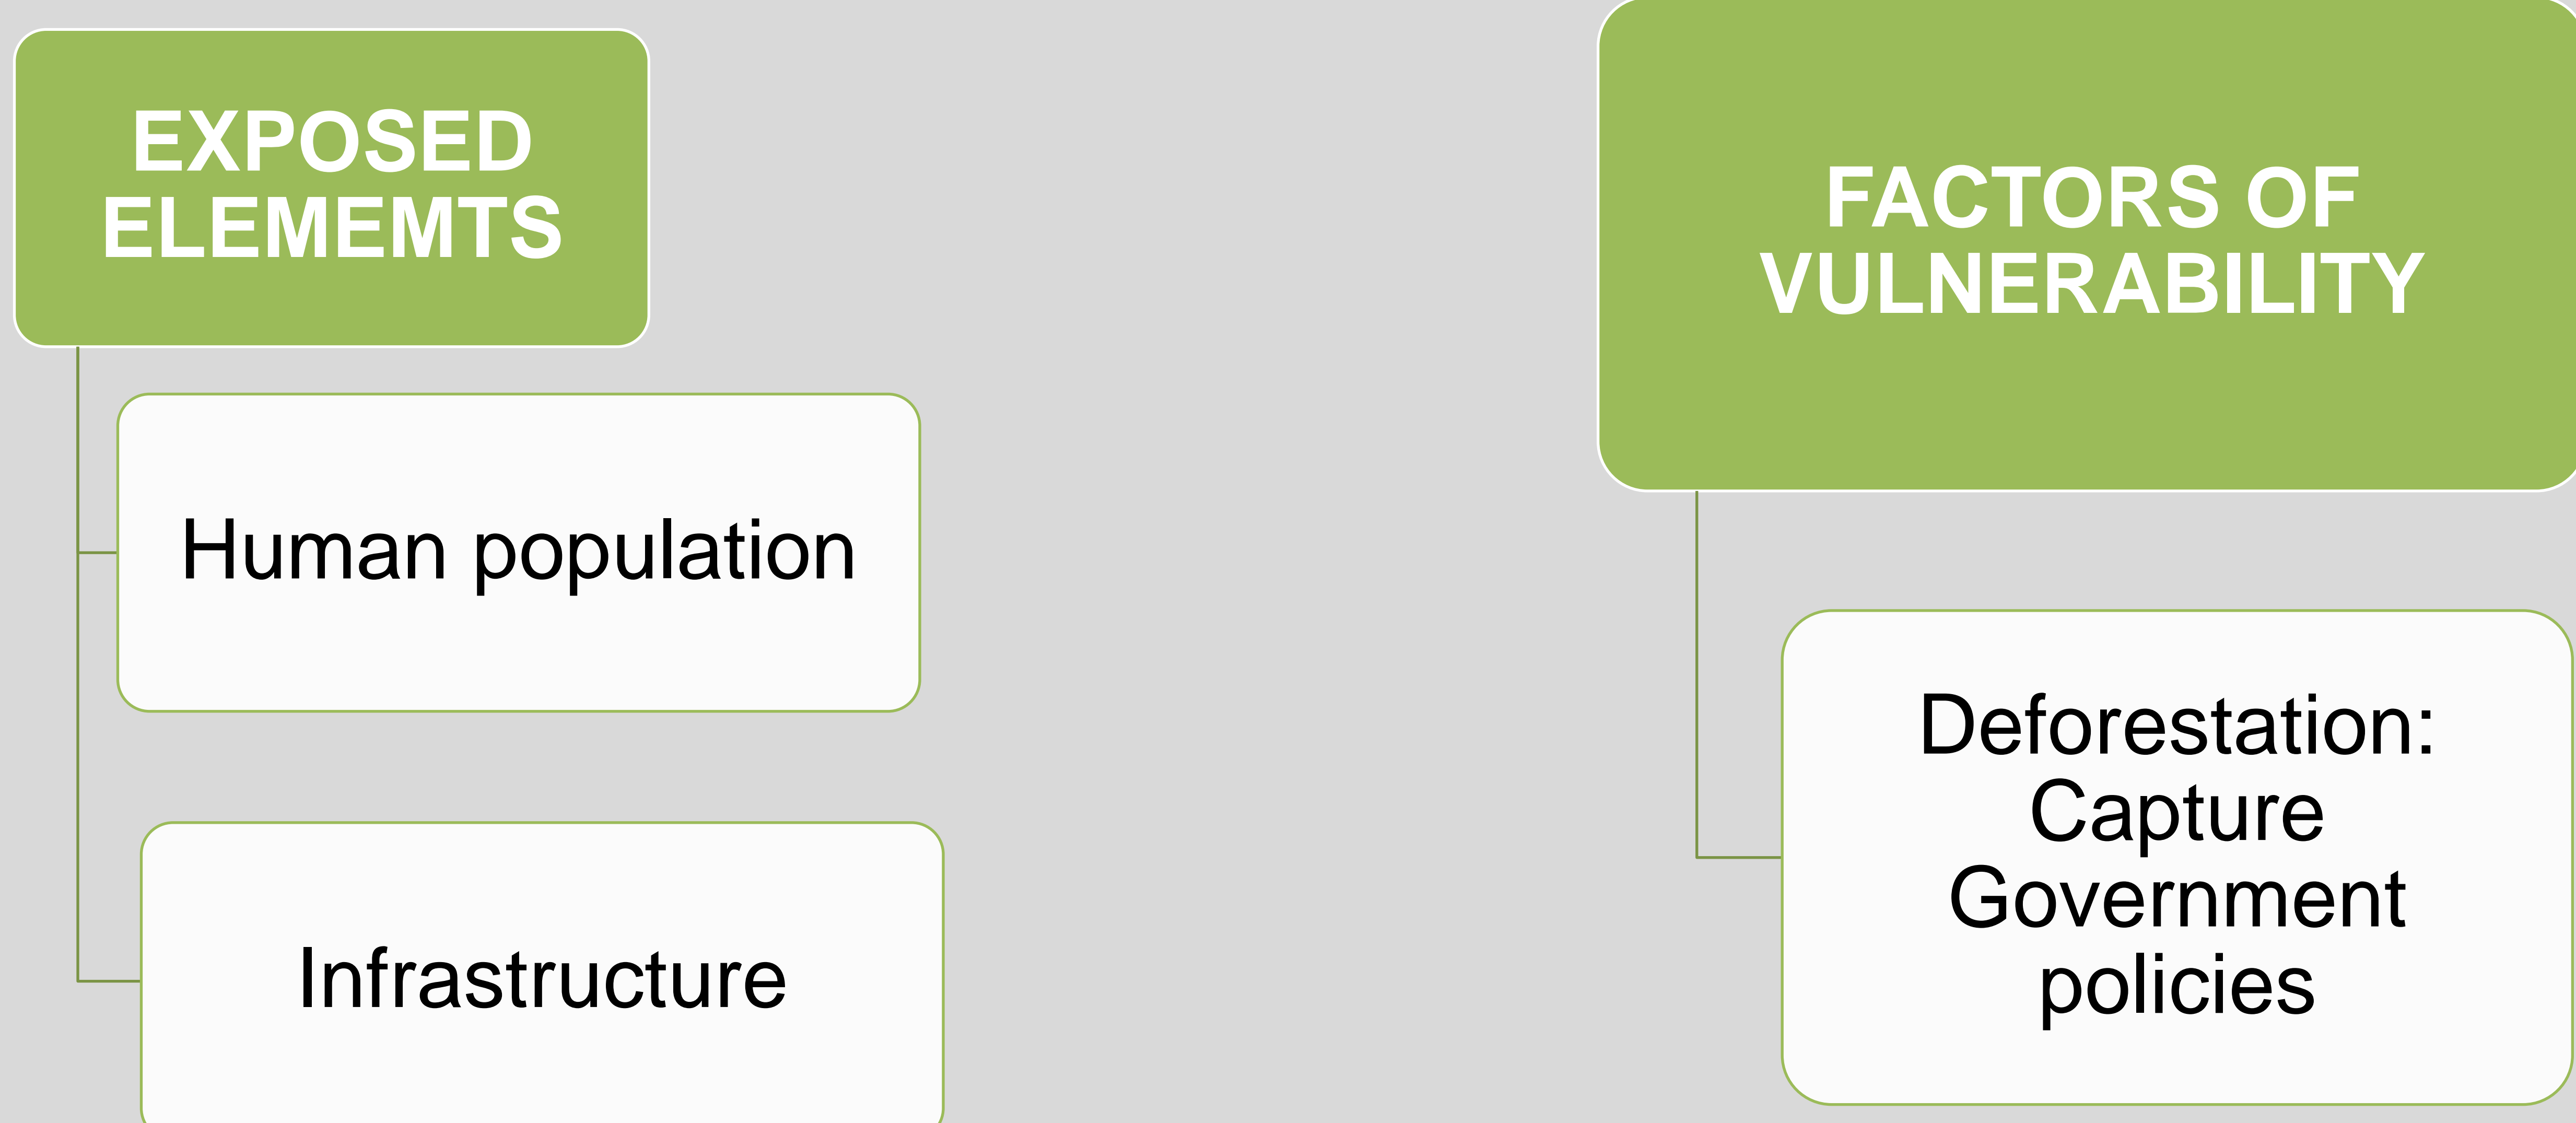 EXPOSED
ELEMEMTS
Human population
Infrastructure
FACTORS OF
VULNERABILITY
Deforestation:
Capture
Government
policies